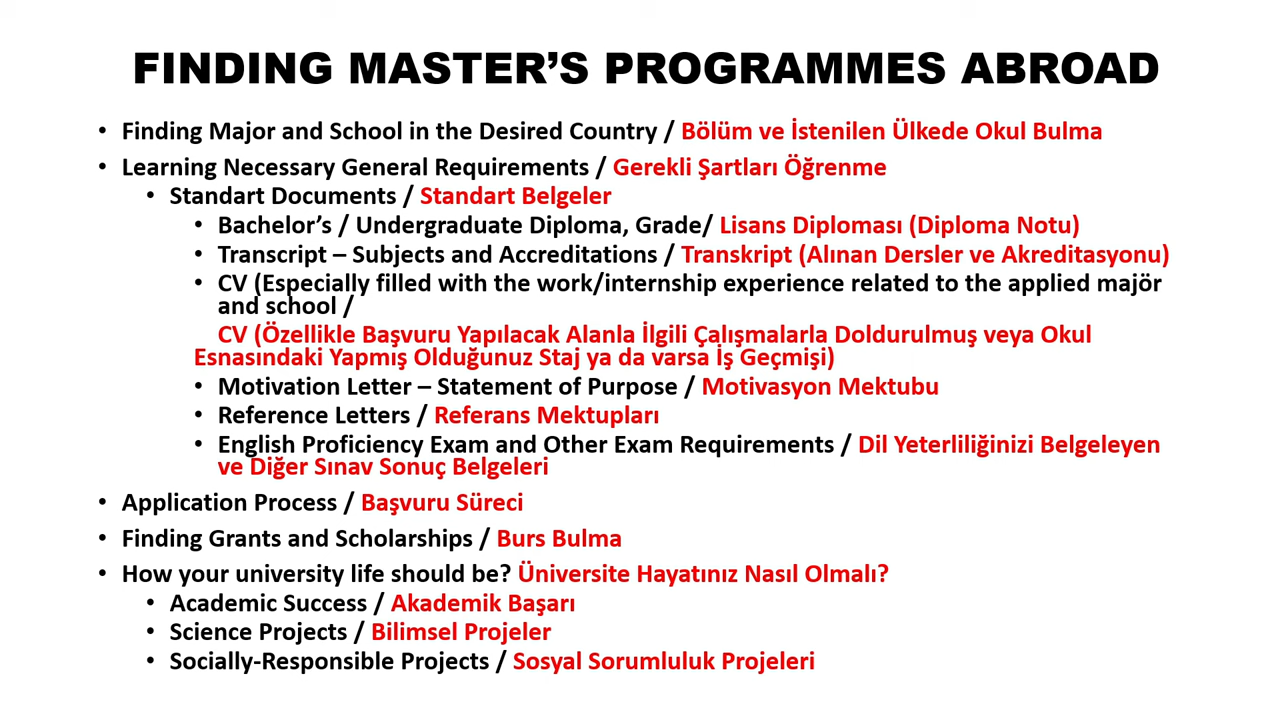 FINDING MASTER’S PROGRAMMES ABROAD
• Finding Major and School in the Desired Country / Bölüm ve İstenilen Ülkede Okul Bulma
• Learning Necessary General Requirements / Gerekli Şartları Öğrenme
• Standart Documents / Standart Belgeler
• Bachelor’s / Undergraduate Diploma, Grade/ Lisans Diploması (Diploma Notu)
• Transcript – Subjects and Accreditations / Transkript (Alınan Dersler ve Akreditasyonu)
• CV (Especially filled with the work/internship experience related to the applied majör
and school /
CV (Özellikle Başvuru Yapılacak Alanla İlgili Çalışmalarla Doldurulmuş veya Okul
Esnasındaki Yapmış Olduğunuz Staj ya da varsa İş Geçmişi)
• Motivation Letter – Statement of Purpose / Motivasyon Mektubu
• Reference Letters / Referans Mektupları
• English Proficiency Exam and Other Exam Requirements / Dil Yeterliliğinizi Belgeleyen
ve Diğer Sınav Sonuç Belgeleri
• Application Process / Başvuru Süreci
• Finding Grants and Scholarships / Burs Bulma
• How your university life should be? Üniversite Hayatınız Nasıl Olmalı?
• Academic Success / Akademik Başarı
• Science Projects / Bilimsel Projeler
• Socially-Responsible Projects / Sosyal Sorumluluk Projeleri